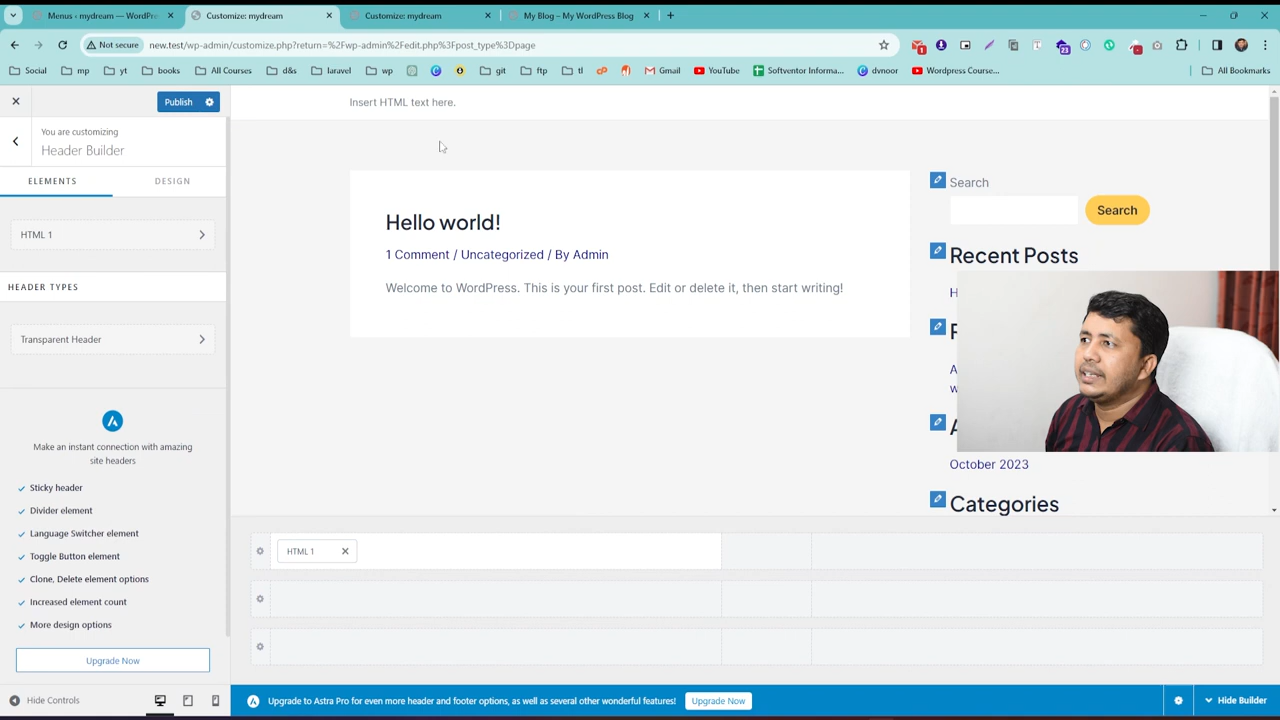 Menus ‹ mydream — WordPre
Customize: mydream
Customize: mydream
My Blog – My WordPress Blog
Not secure
new.test/wp-admin/customize.php?return=%2Fwp-admin%2Fedit.php%3Fpost_type%3Dpage
Social
mp
yt
books
All Courses
d&s
laravel
wp
git
ftp
tl
Gmail
YouTube
Softventor Informa...
dvnoor
Wordpress Course...
All Bookmarks
Publish
You are customizing
Header Builder
ELEMENTS
DESIGN
HTML 1
HEADER TYPES
Transparent Header
Make an instant connection with amazing
site headers
Sticky header
Divider element
Language Switcher element
Toggle Button element
Clone, Delete element options
Increased element count
More design options
Upgrade Now
Hide Controls
Insert HTML text here.
Hello world!
1 Comment / Uncategorized / By Admin
Welcome to WordPress. This is your first post. Edit or delete it, then start writing!
Search
Search
Recent Posts
October 2023
Categories
HTML 1
Upgrade to Astra Pro for even more header and footer options, as well as several other wonderful features!
Upgrade Now
Hide Builder